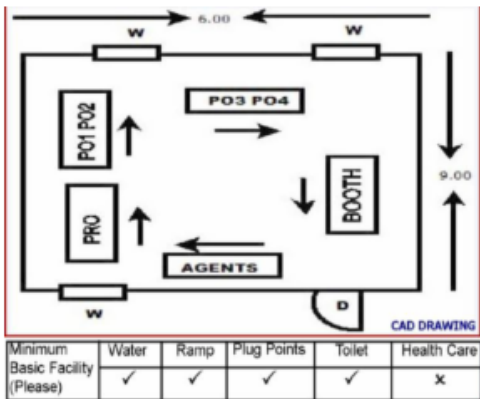 6.00
W W
PO3 PO4
PO1 PO2
9.00
BOOTH
PRO
AGENTS
W
D
CAD DRAWING
Minimum Basic Facility (Please) Water Ramp Plug Points Toilet Health Care
✓ ✓ ✓ ✓ x